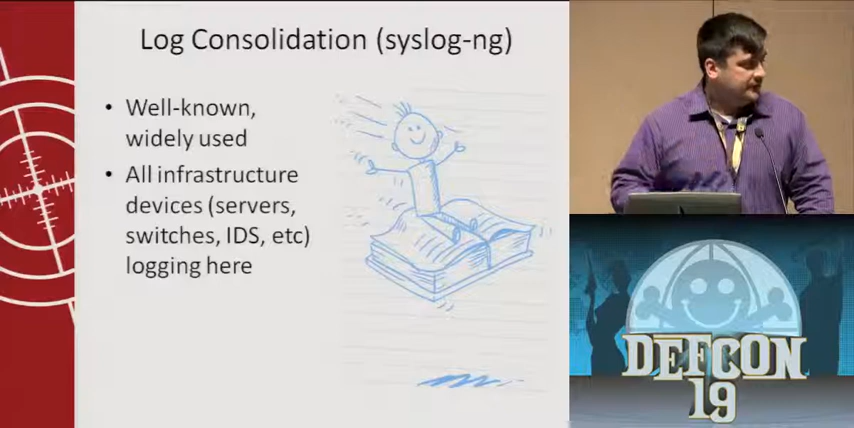 Log Consolidation (syslog-ng)
• Well-known,
widely used
• All infrastructure
devices (servers,
switches, IDS, etc)
logging here
DEFCON
19